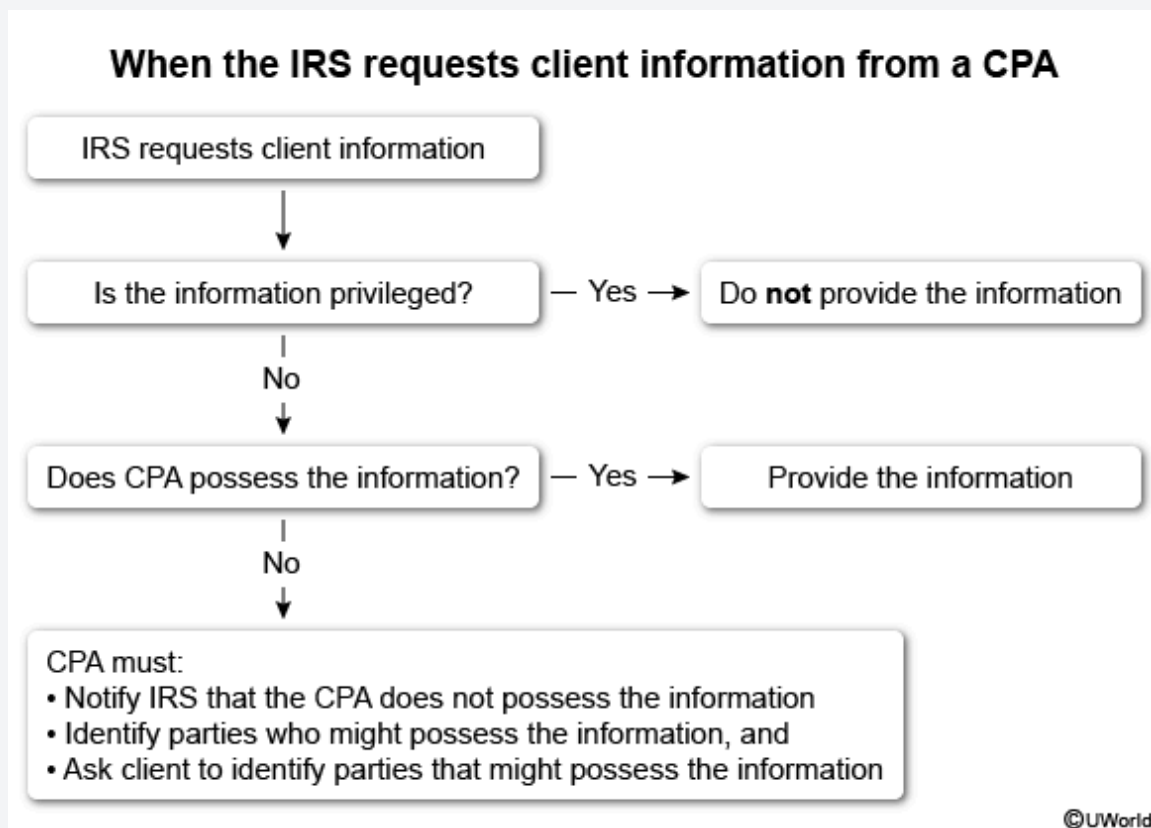 When the IRS requests client information from a CPA
IRS requests client information
Is the information privileged?
Yes
Do not provide the information
No
Does CPA possess the information?
Yes
Provide the information
No
CPA must:
• Notify IRS that the CPA does not possess the information
• Identify parties who might possess the information, and
• Ask client to identify parties that might possess the information
©UWorld